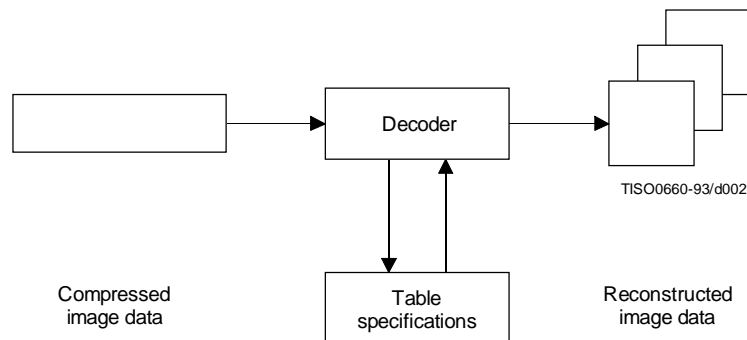 Decoder
TISO0660-93/d002
Compressed
image data
Table
specifications
Reconstructed
image data